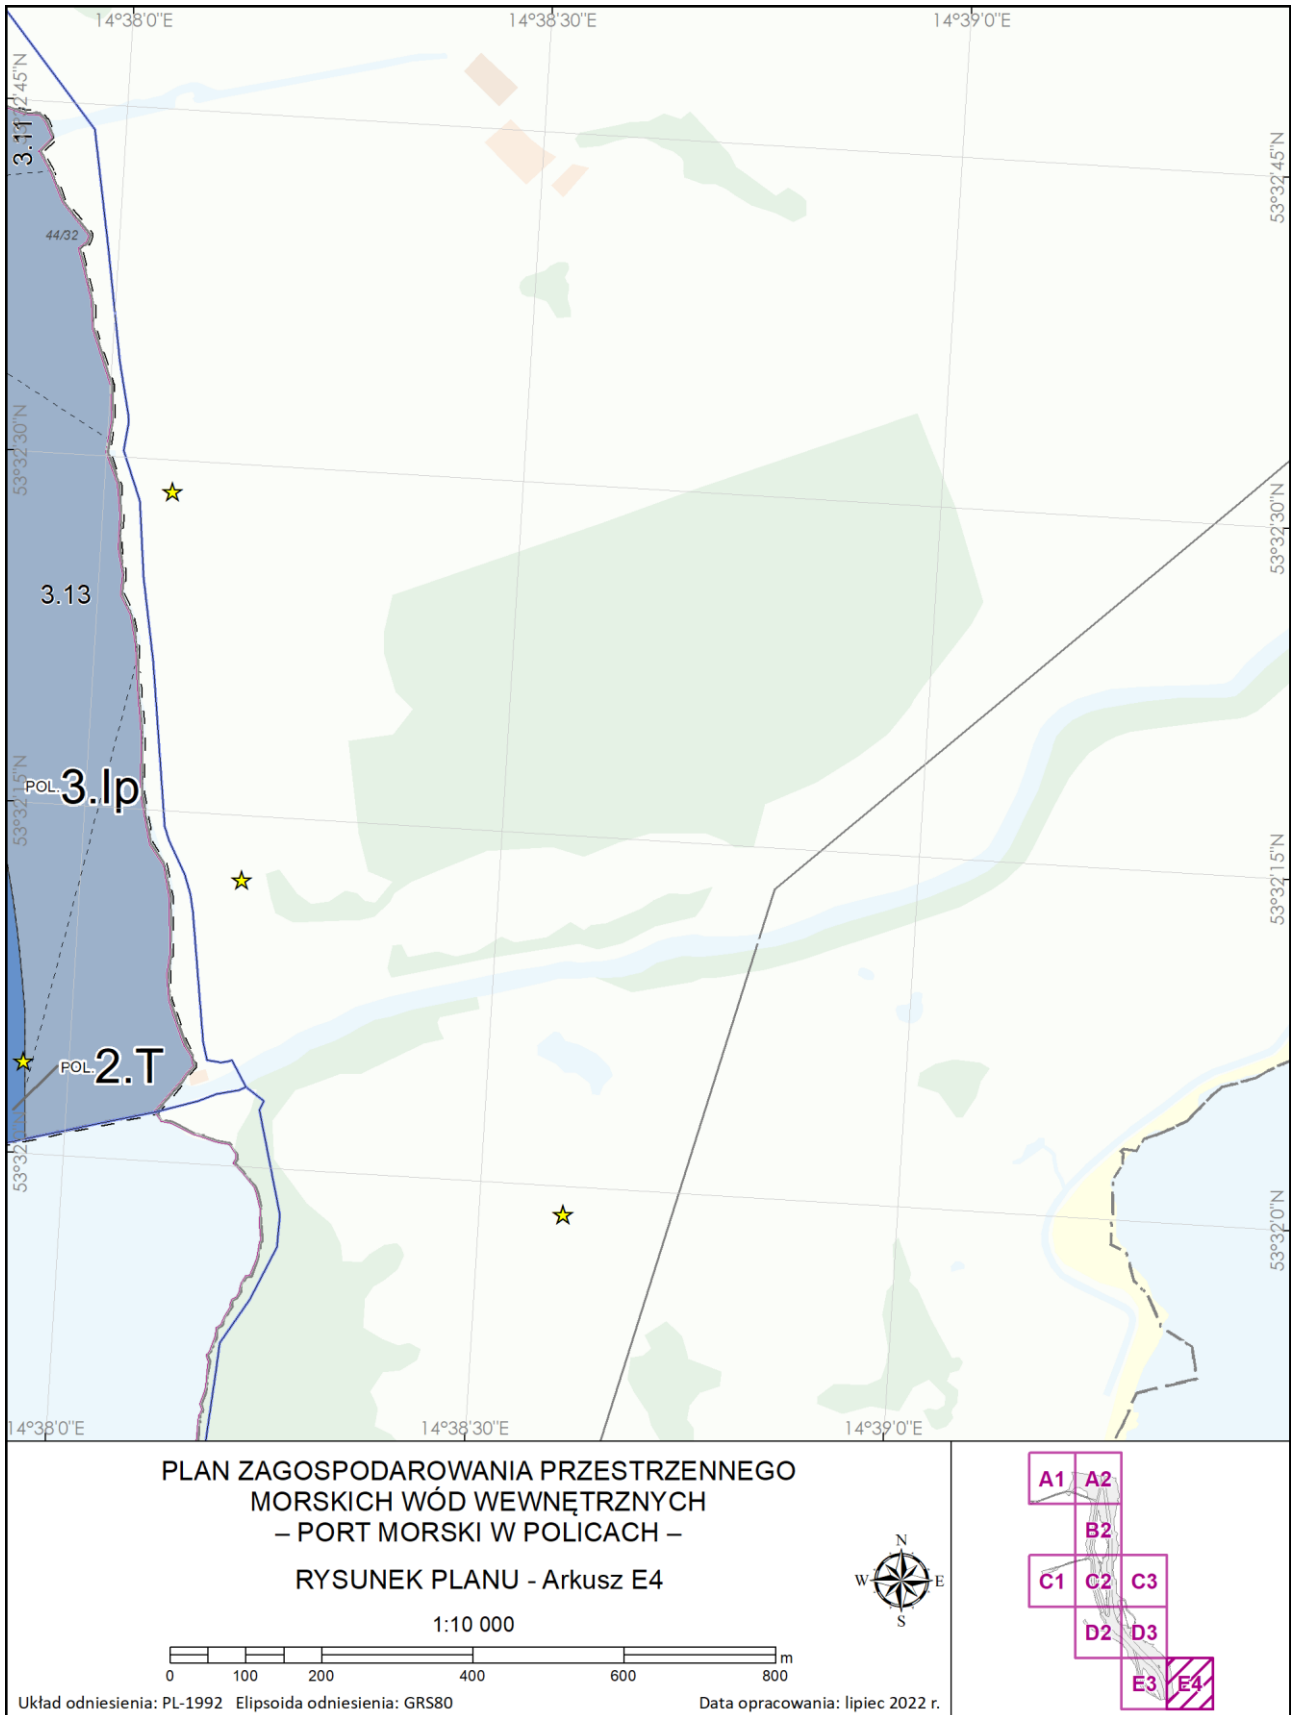 14°38'0"E
14°38'30"E
14°39'0"E
53°32'45"N
53°32'45"N
3.11
44/32
53°32'30"N
53°32'30"N
3.13
POL.3.Ip
53°32'15"N
53°32'15"N
POL.2.T
53°32'0"N
14°38'0"E
14°38'30"E
14°39'0"E
PLAN ZAGOSPODAROWANIA PRZESTRZENNEGO
MORSKICH WÓD WEWNĘTRZNYCH
– PORT MORSKI W POLICACH –
RYSUNEK PLANU - Arkusz E4
1:10 000
0 100 200 400 600 800 m
Układ odniesienia: PL-1992 Elipsoida odniesienia: GRS80 Data opracowania: lipiec 2022 r.
N
W E
S
A1 A2
B2
C1 C2 C3
D2 D3
E3 E4